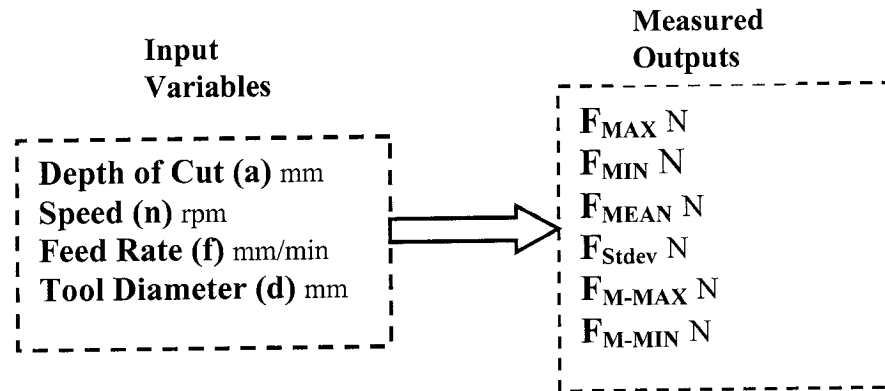 Input
Variables
Depth of Cut (a) mm
Speed (n) rpm
Feed Rate (f) mm/min
Tool Diameter (d) mm
Measured
Outputs
FMAX N
FMIN N
FMEAN N
FStdev N
FM-MAX N
FM-MIN N